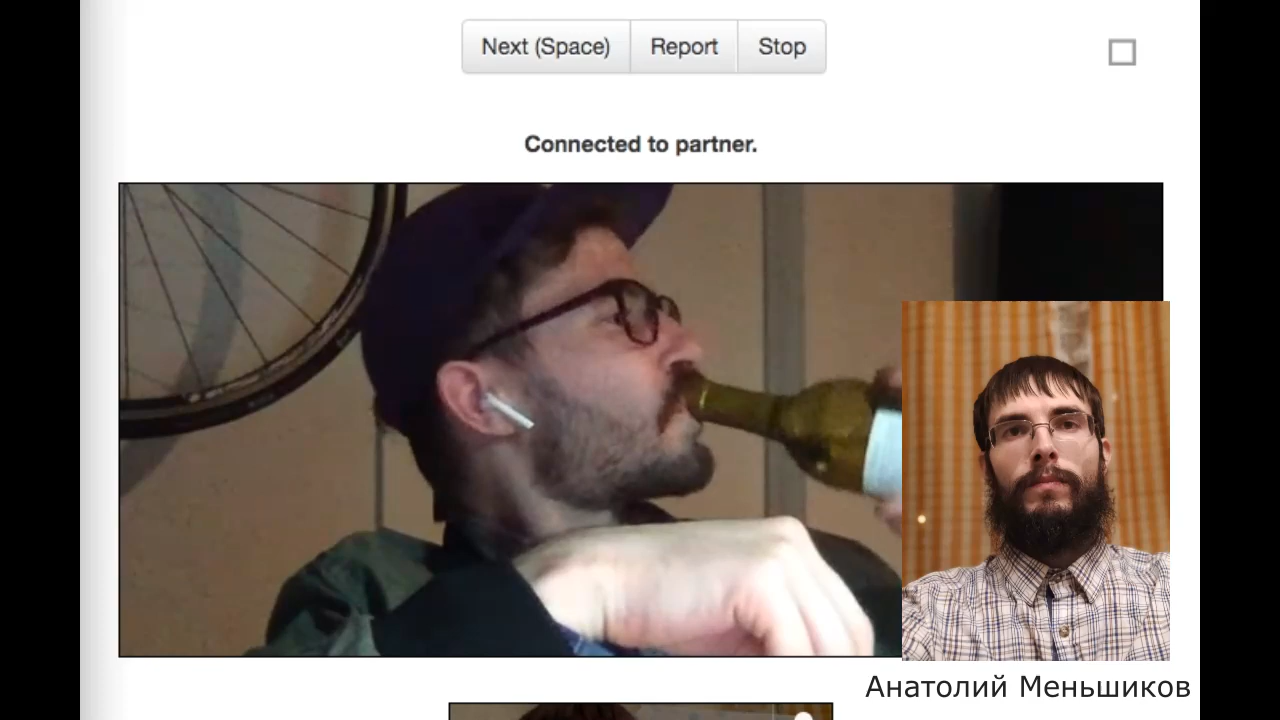 Next (Space) Report Stop
Connected to partner.
Анатолий Меньшиков